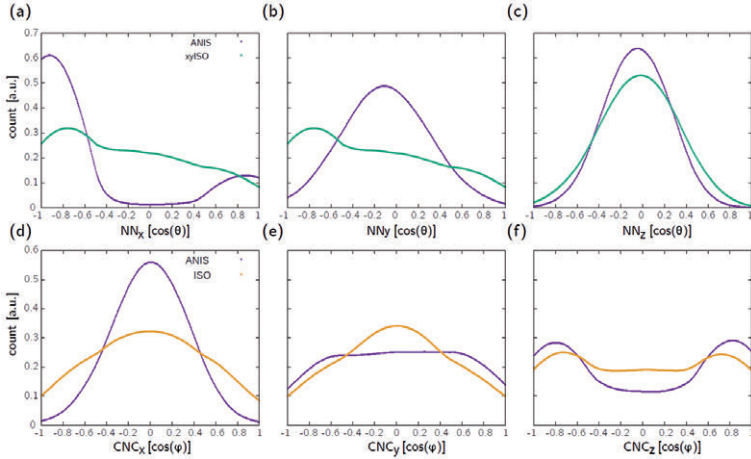 (a) (b) (c)
0.7
0.6
0.5
0.4
0.3
0.2
0.1
0
count [a.u.]
ANIS
xyISO
-1 -0.8 -0.6 -0.4 -0.2 0 0.2 0.4 0.6 0.8 1
-1 -0.8 -0.6 -0.4 -0.2 0 0.2 0.4 0.6 0.8 1
-1 -0.8 -0.6 -0.4 -0.2 0 0.2 0.4 0.6 0.8 1
NNx [cos(θ)] NNy [cos(θ)] NNz [cos(θ)]
(d) (e) (f)
0.6
0.5
0.4
0.3
0.2
0.1
0
count [a.u.]
ANIS
ISO
-1 -0.8 -0.6 -0.4 -0.2 0 0.2 0.4 0.6 0.8 1
-1 -0.8 -0.6 -0.4 -0.2 0 0.2 0.4 0.6 0.8 1
-1 -0.8 -0.6 -0.4 -0.2 0 0.2 0.4 0.6 0.8 1
CNCx [cos(φ)] CNCy [cos(φ)] CNCz [cos(φ)]